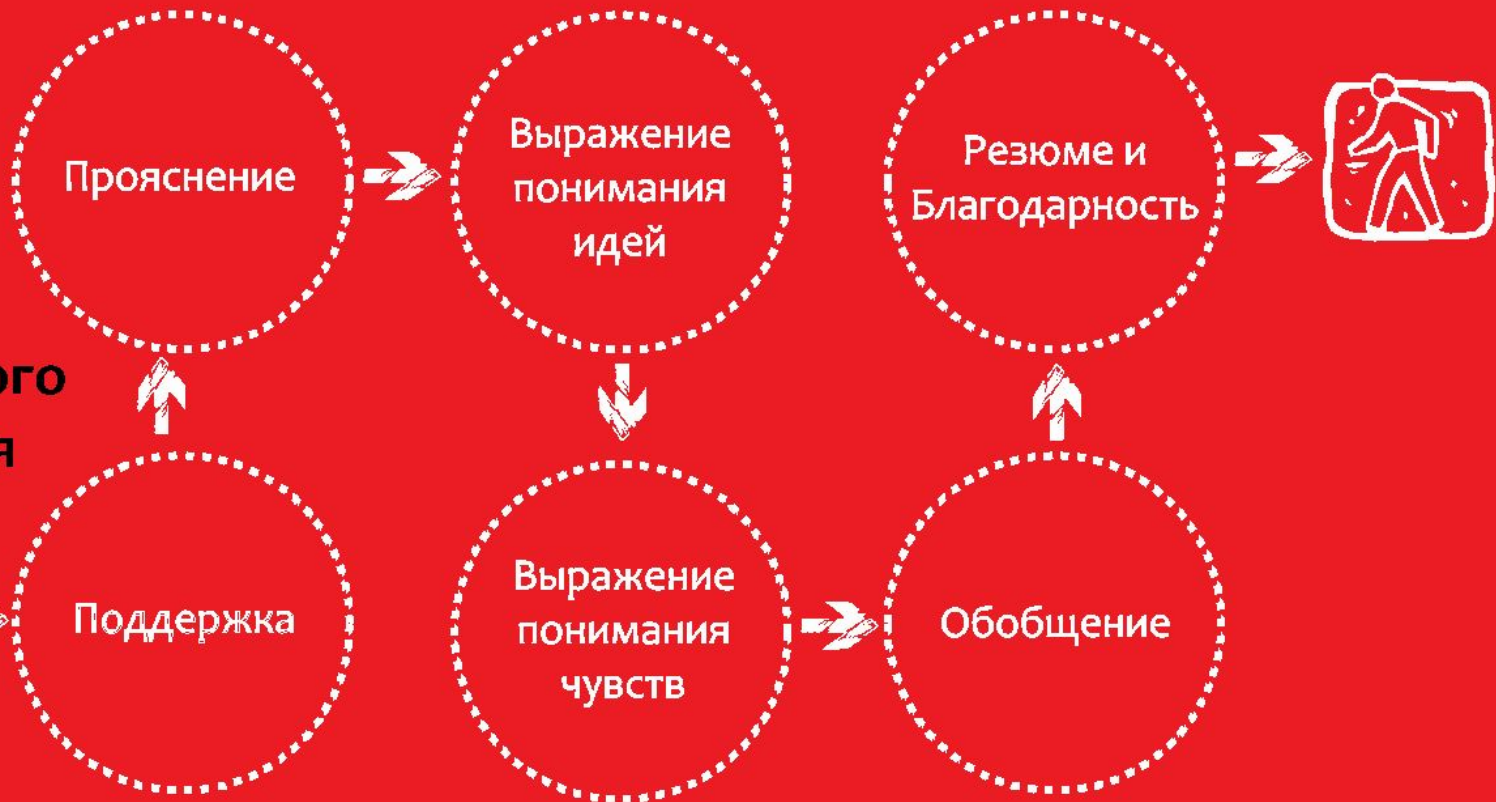 Прояснение
Выражение
понимания
идей
Резюме и
Благодарность
ого
я
Поддержка
Выражение
понимания
чувств
Обобщение